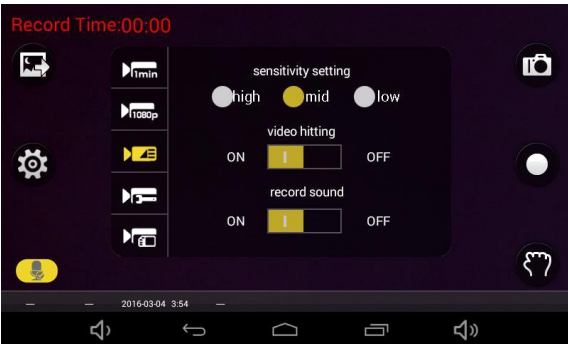 Record Time:00:00
1min
1080p
sensitivity setting
high mid low
video hitting
ON OFF
record sound
ON OFF
2016-03-04 3:54